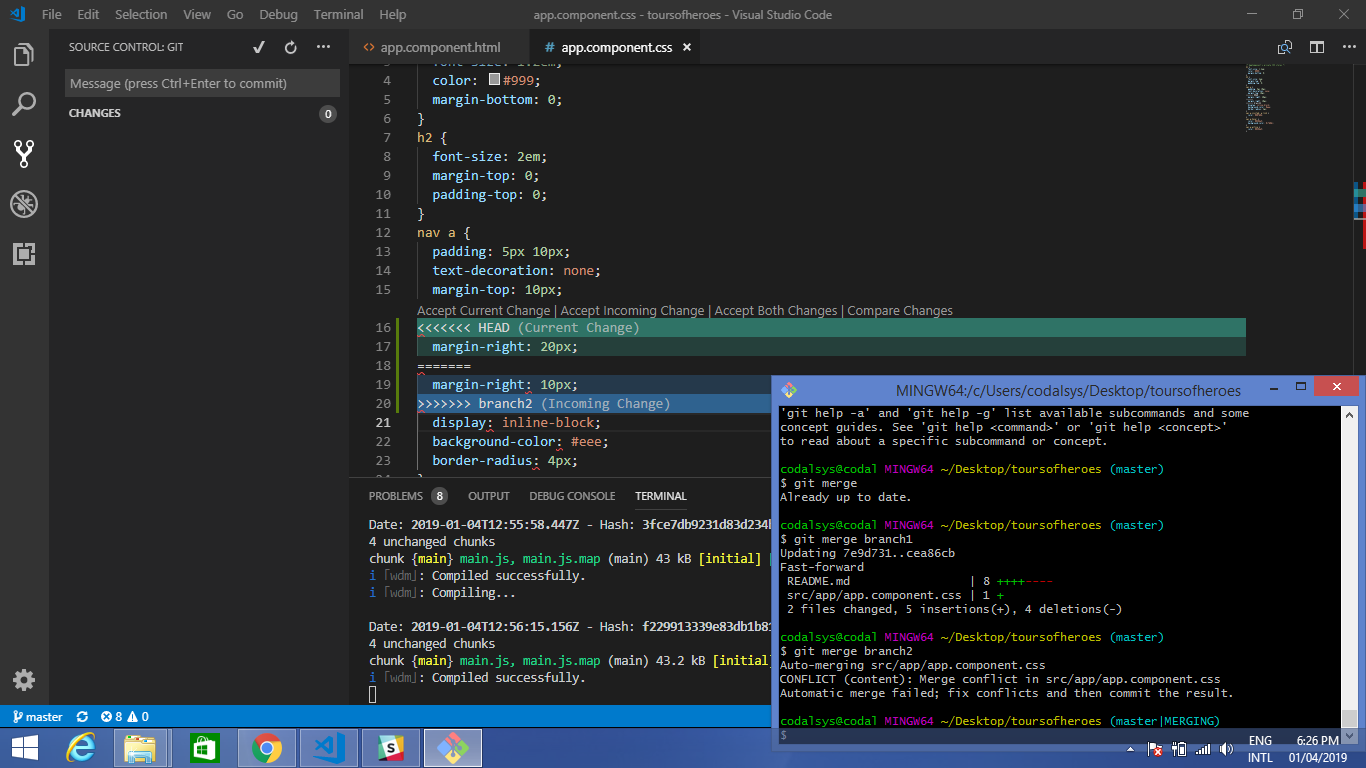 File Edit Selection View Go Debug Terminal Help
app.component.css - toursofheroes - Visual Studio Code
SOURCE CONTROL: GIT
Message (press Ctrl+Enter to commit)
CHANGES 0
<> app.component.html
# app.component.css ×
4 color: #999;
5 margin-bottom: 0;
6 }
7 h2 {
8 font-size: 2em;
9 margin-top: 0;
10 padding-top: 0;
11 }
12 nav a {
13 padding: 5px 10px;
14 text-decoration: none;
15 margin-top: 10px;
Accept Current Change | Accept Incoming Change | Accept Both Changes | Compare Changes
16 <<<<<<< HEAD (Current Change)
17 margin-right: 20px;
18 =======
19 margin-right: 10px;
20 >>>>>>> branch2 (Incoming Change)
21 display: inline-block;
22 background-color: #eee;
23 border-radius: 4px;
PROBLEMS 8 OUTPUT DEBUG CONSOLE TERMINAL
Date: 2019-01-04T12:55:58.447Z - Hash: 3fce7db9231d83d234
4 unchanged chunks
chunk {main} main.js, main.js.map (main) 43 kB [initial]
i ｢wdm｣: Compiled successfully.
i ｢wdm｣: Compiling...
Date: 2019-01-04T12:56:15.156Z - Hash: f229913339e83db1b81
4 unchanged chunks
chunk {main} main.js, main.js.map (main) 43.2 kB [initial]
i ｢wdm｣: Compiled successfully.
master 8 0
MINGW64:/c/Users/codalsys/Desktop/toursofheroes
'git help -a' and 'git help -g' list available subcommands and some
concept guides. See 'git help <command>' or 'git help <concept>'
to read about a specific subcommand or concept.
codalsys@codal MINGW64 ~/Desktop/toursofheroes (master)
$ git merge
Already up to date.
codalsys@codal MINGW64 ~/Desktop/toursofheroes (master)
$ git merge branch1
Updating 7e9d731..cea86cb
Fast-forward
README.md | 8 ++++----
src/app/app.component.css | 1 +
2 files changed, 5 insertions(+), 4 deletions(-)
codalsys@codal MINGW64 ~/Desktop/toursofheroes (master)
$ git merge branch2
Auto-merging src/app/app.component.css
CONFLICT (content): Merge conflict in src/app/app.component.css
Automatic merge failed; fix conflicts and then commit the result.
codalsys@codal MINGW64 ~/Desktop/toursofheroes (master|MERGING)
$
ENG 6:26 PM
INTL 01/04/2019